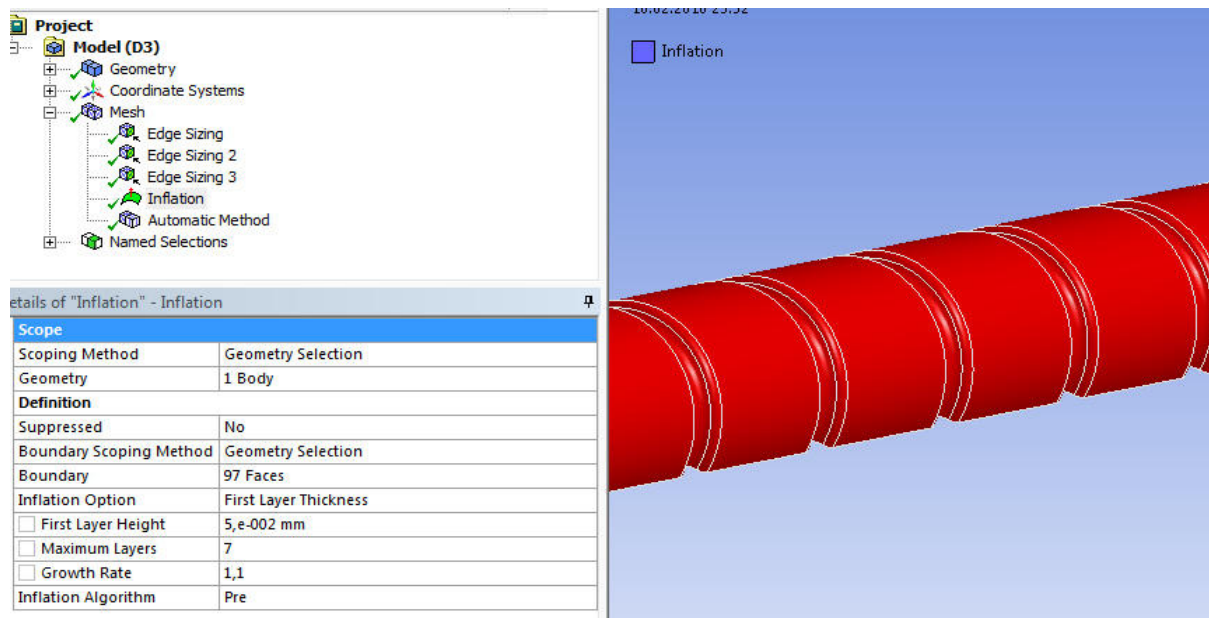 Project
Model (D3)
Geometry
Coordinate Systems
Mesh
Edge Sizing
Edge Sizing 2
Edge Sizing 3
Inflation
Automatic Method
Named Selections
etails of "Inflation" - Inflation
Scope
Scoping Method Geometry Selection
Geometry 1 Body
Definition
Suppressed No
Boundary Scoping Method Geometry Selection
Boundary 97 Faces
Inflation Option First Layer Thickness
First Layer Height 5,e-002 mm
Maximum Layers 7
Growth Rate 1,1
Inflation Algorithm Pre
Inflation